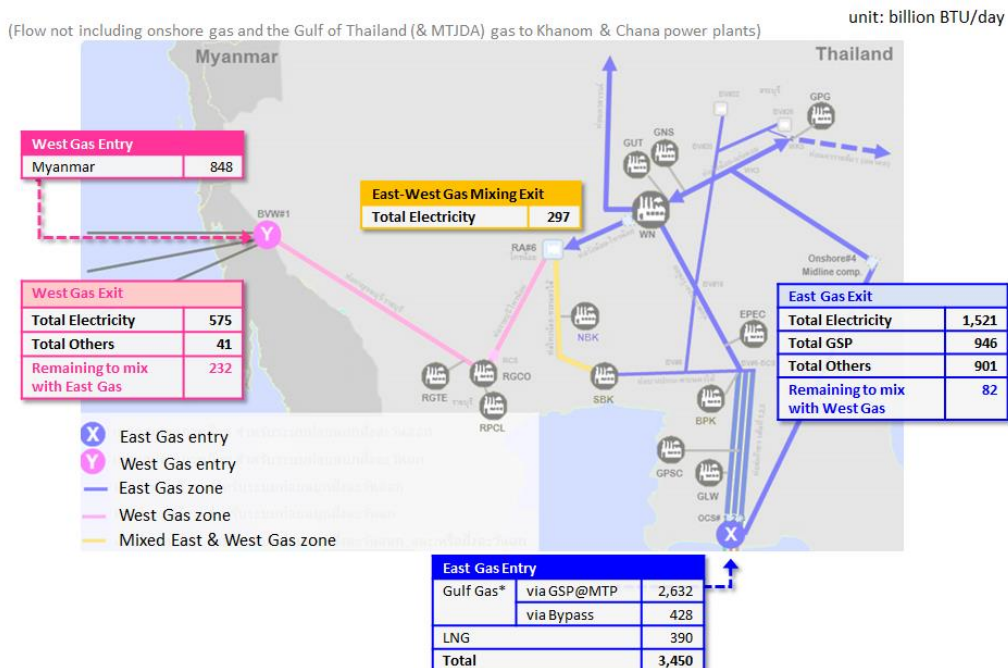 unit: billion BTU/day
(Flow not including onshore gas and the Gulf of Thailand (& MTJDA) gas to Khanom & Chana power plants)
Myanmar
Thailand
West Gas Entry
Myanmar 848
East-West Gas Mixing Exit
Total Electricity 297
GPG
GNS
GUT
WN
BVW#1
Y
RA#6
Onshore#4
Midline comp.
West Gas Exit
Total Electricity 575
Total Others 41
Remaining to mix
with East Gas 232
East Gas Exit
Total Electricity 1,521
Total GSP 946
Total Others 901
Remaining to mix
with West Gas 82
EPEC
NBK
RGTE
RGCO
RPCL
SBK
BPK
GPSC
GLW
OCS#
X
X East Gas entry
Y West Gas entry
East Gas zone
West Gas zone
Mixed East & West Gas zone
East Gas Entry
Gulf Gas* via GSP@MTP 2,632
via Bypass 428
LNG 390
Total 3,450